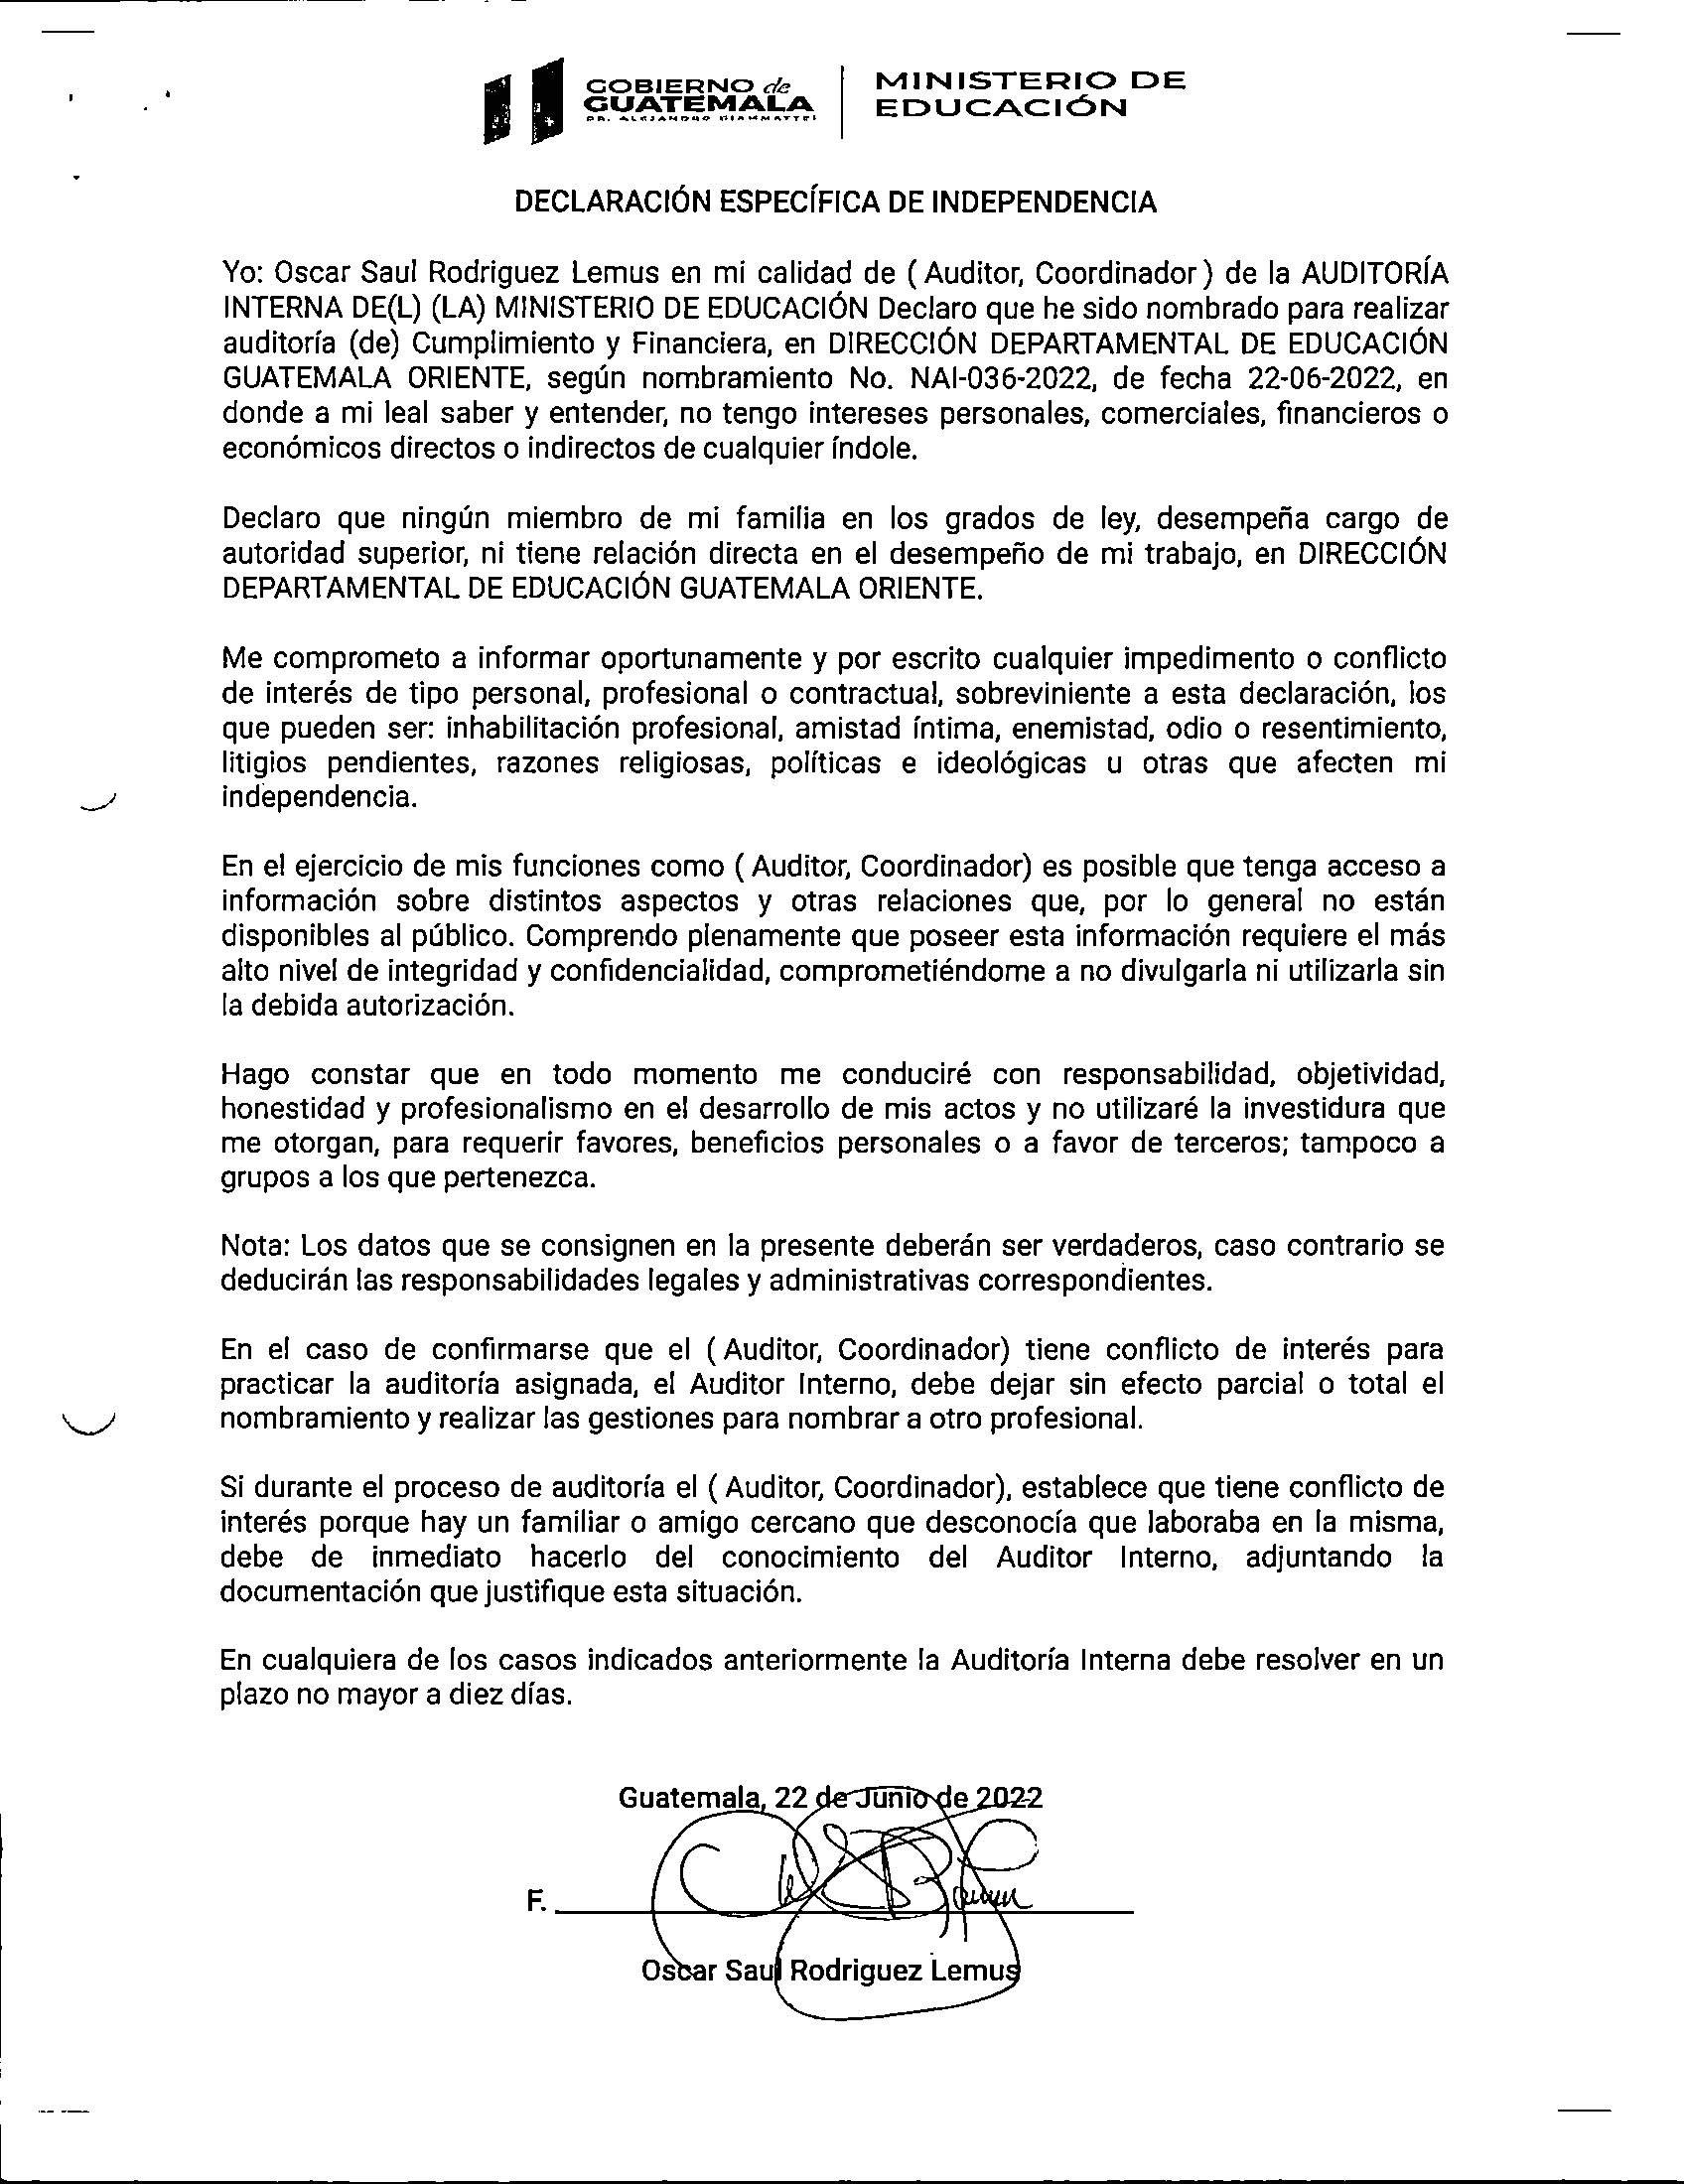 GOBIERNO de
GUATEMALA
DR. ALEJANDRO GIAMMATTEI
MINISTERIO DE
EDUCACIÓN
DECLARACIÓN ESPECÍFICA DE INDEPENDENCIA
Yo: Oscar Saul Rodriguez Lemus en mi calidad de ( Auditor, Coordinador ) de la AUDITORÍA
INTERNA DE(L) (LA) MINISTERIO DE EDUCACIÓN Declaro que he sido nombrado para realizar
auditoría (de) Cumplimiento y Financiera, en DIRECCIÓN DEPARTAMENTAL DE EDUCACIÓN
GUATEMALA ORIENTE, según nombramiento No. NAI-036-2022, de fecha 22-06-2022, en
donde a mi leal saber y entender, no tengo intereses personales, comerciales, financieros o
económicos directos o indirectos de cualquier índole.
Declaro que ningún miembro de mi familia en los grados de ley, desempeña cargo de
autoridad superior, ni tiene relación directa en el desempeño de mi trabajo, en DIRECCIÓN
DEPARTAMENTAL DE EDUCACIÓN GUATEMALA ORIENTE.
Me comprometo a informar oportunamente y por escrito cualquier impedimento o conflicto
de interés de tipo personal, profesional o contractual, sobreviniente a esta declaración, los
que pueden ser: inhabilitación profesional, amistad íntima, enemistad, odio o resentimiento,
litigios pendientes, razones religiosas, políticas e ideológicas u otras que afecten mi
independencia.
En el ejercicio de mis funciones como ( Auditor, Coordinador) es posible que tenga acceso a
información sobre distintos aspectos y otras relaciones que, por lo general no están
disponibles al público. Comprendo plenamente que poseer esta información requiere el más
alto nivel de integridad y confidencialidad, comprometiéndome a no divulgarla ni utilizarla sin
la debida autorización.
Hago constar que en todo momento me conduciré con responsabilidad, objetividad,
honestidad y profesionalismo en el desarrollo de mis actos y no utilizaré la investidura que
me otorgan, para requerir favores, beneficios personales o a favor de terceros; tampoco a
grupos a los que pertenezca.
Nota: Los datos que se consignen en la presente deberán ser verdaderos, caso contrario se
deducirán las responsabilidades legales y administrativas correspondientes.
En el caso de confirmarse que el ( Auditor, Coordinador) tiene conflicto de interés para
practicar la auditoría asignada, el Auditor Interno, debe dejar sin efecto parcial o total el
nombramiento y realizar las gestiones para nombrar a otro profesional.
Si durante el proceso de auditoría el ( Auditor, Coordinador), establece que tiene conflicto de
interés porque hay un familiar o amigo cercano que desconocía que laboraba en la misma,
debe de inmediato hacerlo del conocimiento del Auditor Interno, adjuntando la
documentación que justifique esta situación.
En cualquiera de los casos indicados anteriormente la Auditoría Interna debe resolver en un
plazo no mayor a diez días.
Guatemala, 22 de Junio de 2022
F.
Oscar Saul Rodriguez Lemus